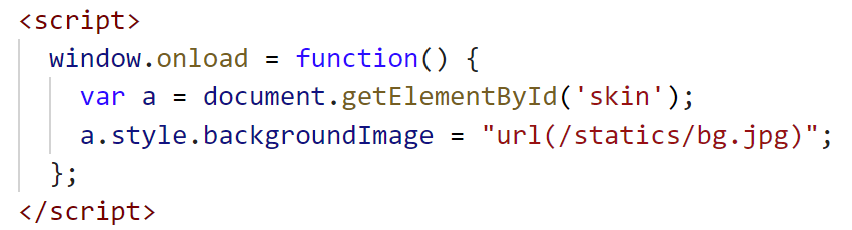 <script>
window.onload = function() {
var a = document.getElementById('skin');
a.style.backgroundImage = "url(/statics/bg.jpg)";
};
</script>